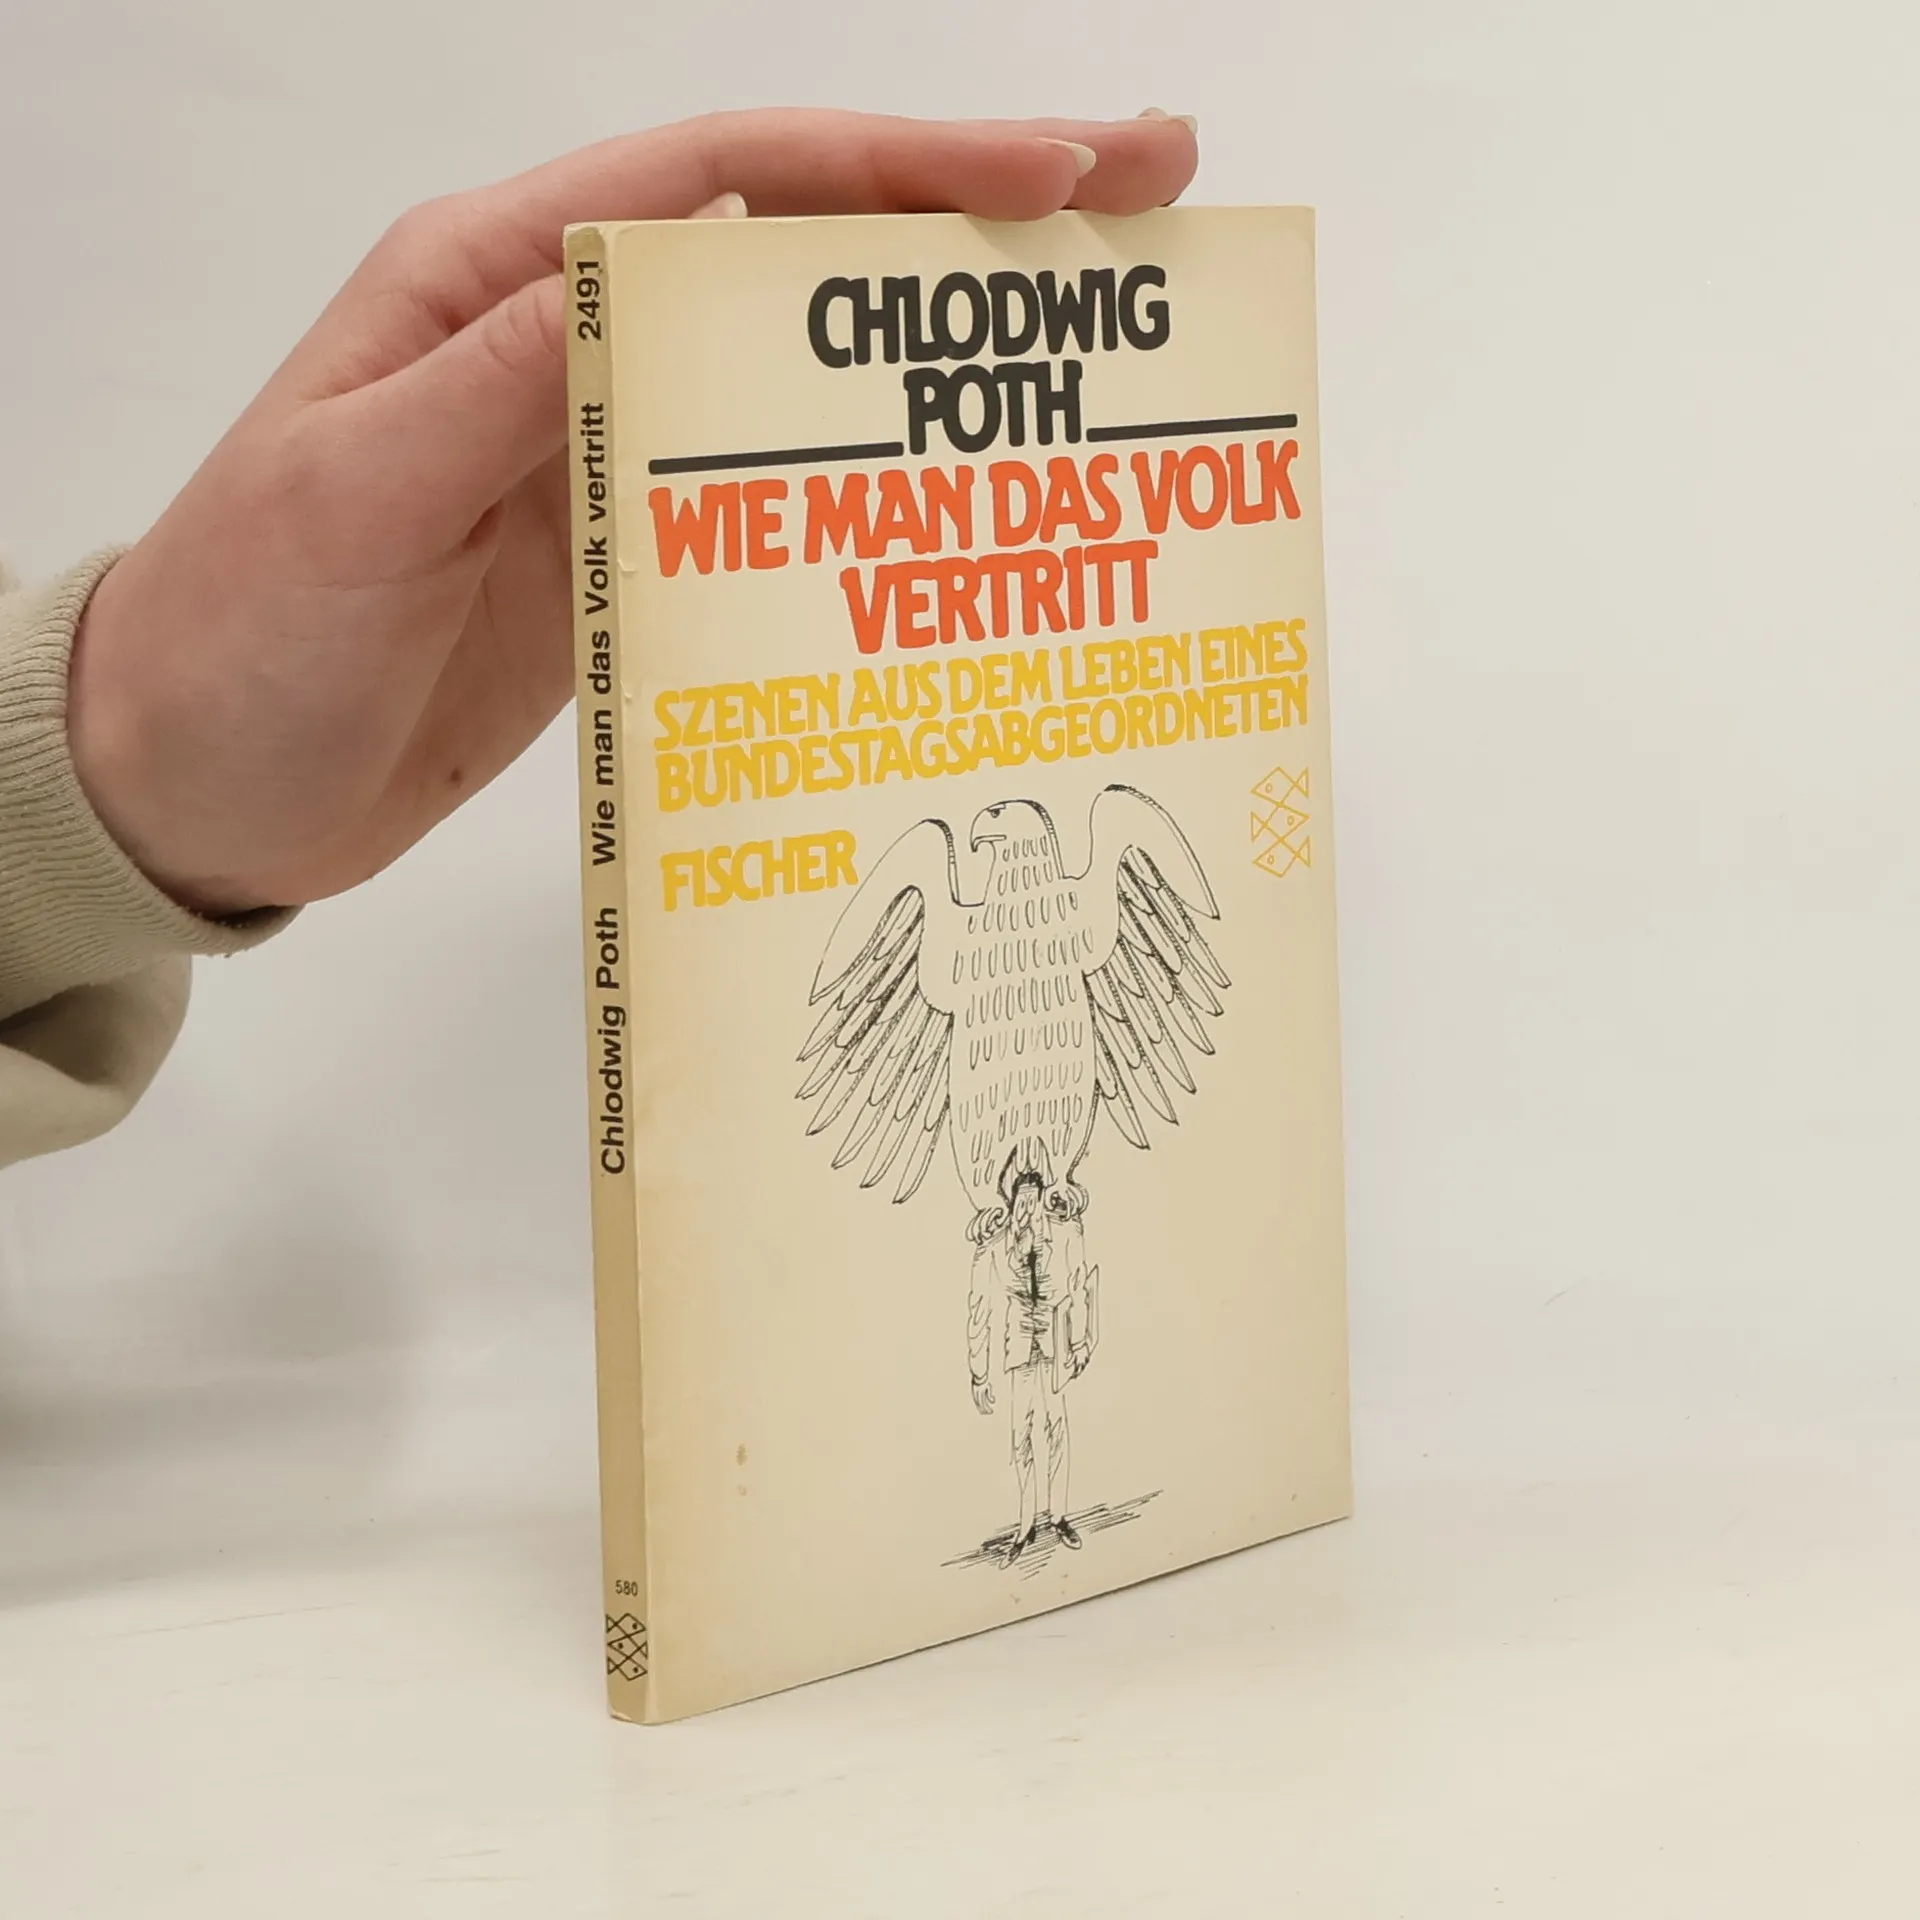 CHLODWIG
POTH
WIE MAN DAS VOLK
VERTRITT
SZENEN AUS DEM LEBEN EINES
BUNDESTAGSABGEORDNETEN
FISCHER
Chlodwig Poth Wie man das Volk vertritt 2491
580